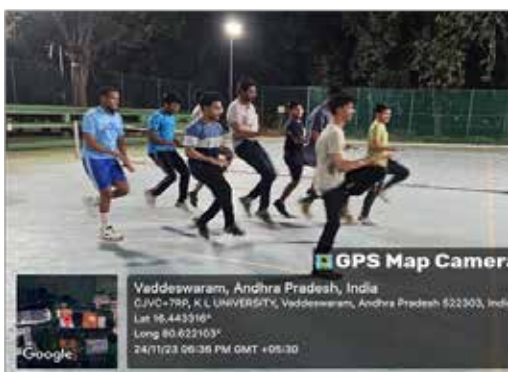 GPS Map Camera
Vaddeswaram, Andhra Pradesh, India
CJVC+7RP, K L UNIVERSITY, Vaddeswaram, Andhra Pradesh 522303, India
Lat 16.443316°
Long 80.622103°
24/11/23 06:36 PM GMT +05:30
Google